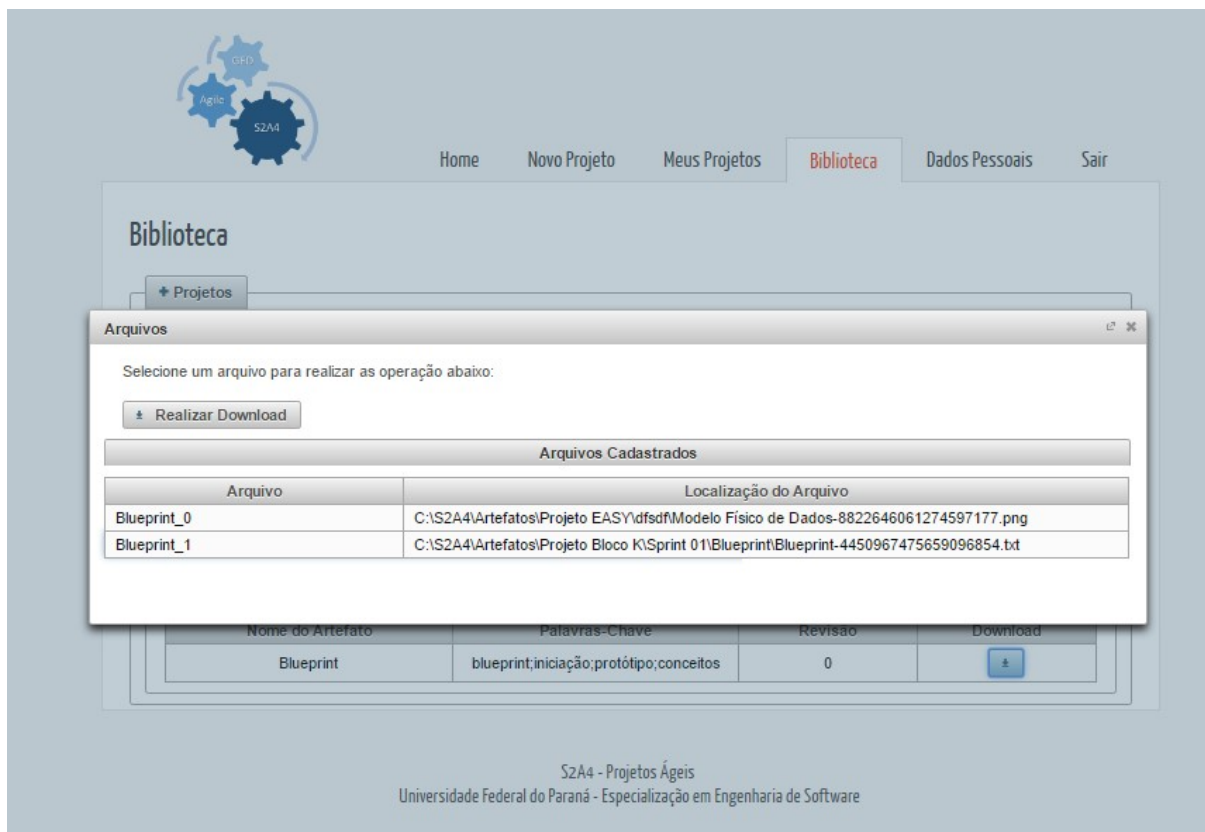 GED
Agile
S2A4
Home Novo Projeto Meus Projetos Biblioteca Dados Pessoais Sair
Biblioteca
Projetos
Arquivos
Selecione um arquivo para realizar as operação abaixo:
Realizar Download
Arquivos Cadastrados
Arquivo Localização do Arquivo
Blueprint_0 C:\S2A4\Artefatos\Projeto EASY\dfsdf\Modelo Físico de Dados-8822646061274597177.png
Blueprint_1 C:\S2A4\Artefatos\Projeto Bloco K\Sprint 01\Blueprint\Blueprint-4450967475659096854.txt
Nome do Artefato Palavras-Chave Revisão Download
Blueprint blueprint;iniciação;protótipo;conceitos 0
S2A4 - Projetos Ágeis
Universidade Federal do Paraná - Especialização em Engenharia de Software